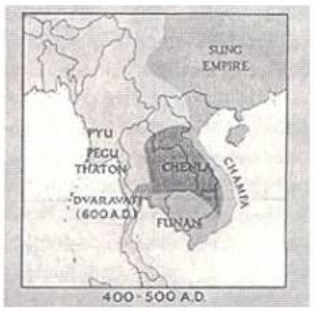 SUNG
EMPIRE
PYU
PEGU
THATON
CHENLA
CHAMPA
DVARAVATI
(600 A.D.)
FUNAN
400-500 A.D.